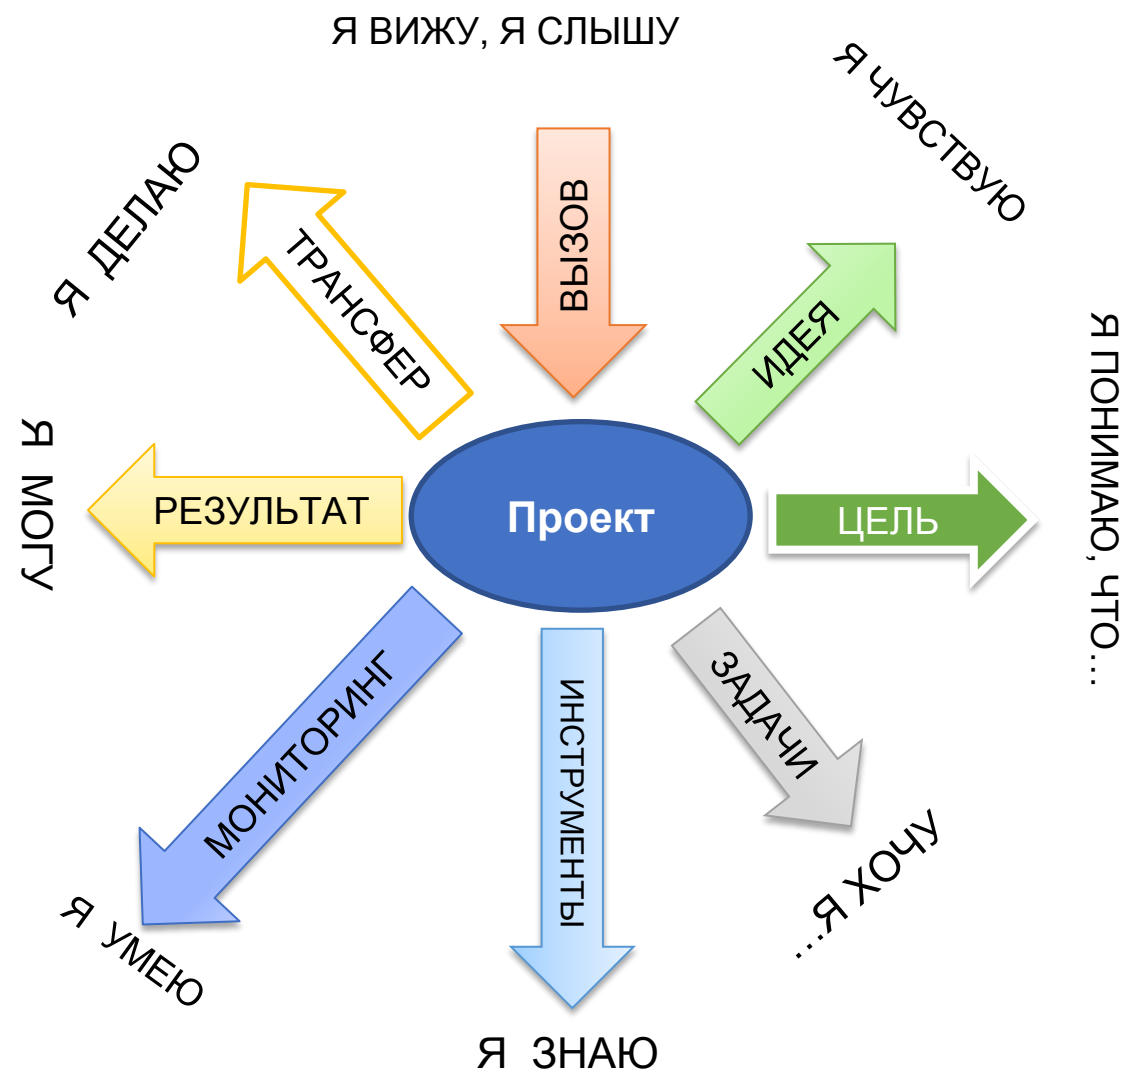 Я ВИЖУ, Я СЛЫШУ
ВЫЗОВ
Я ЧУВСТВУЮ
ИДЕЯ
Я ПОНИМАЮ, ЧТО…
ЦЕЛЬ
…Я ХОЧУ
ЗАДАЧИ
Я ЗНАЮ
ИНСТРУМЕНТЫ
Я УМЕЮ
МОНИТОРИНГ
Я МОГУ
РЕЗУЛЬТАТ
Я ДЕЛАЮ
ТРАНСФЕР
Проект